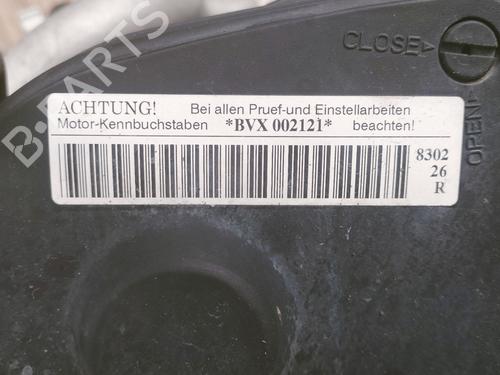 CLOSE
OPEN
ACHTUNG! Bei allen Pruef-und Einstellarbeiten
Motor-Kennbuchstaben *BVX 002121* beachten!
8302
26
R
B-PARTS